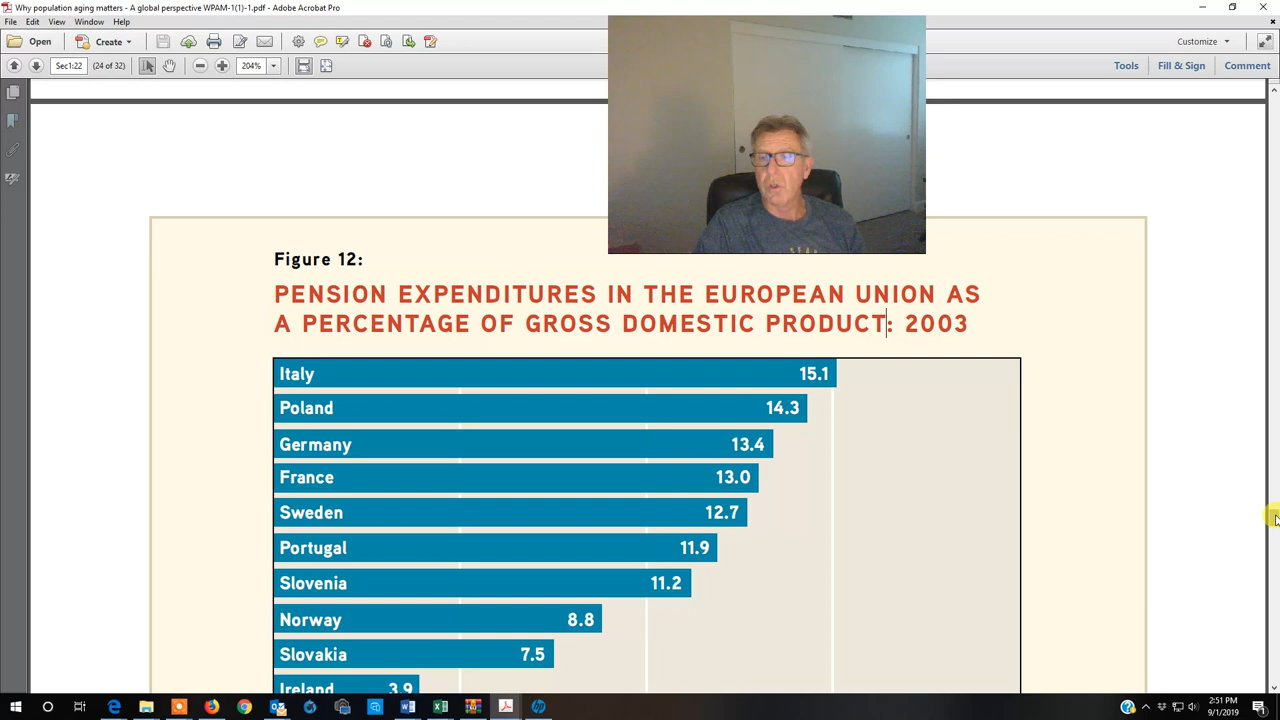 Why population aging matters - A global perspective WPAM-1(1)-1.pdf - Adobe Acrobat Pro
File Edit View Window Help
Open Create Customize
Sec1:22 (24 of 32) 204% Tools Fill & Sign Comment
Figure 12:
PENSION EXPENDITURES IN THE EUROPEAN UNION AS
A PERCENTAGE OF GROSS DOMESTIC PRODUCT: 2003
Italy 15.1
Poland 14.3
Germany 13.4
France 13.0
Sweden 12.7
Portugal 11.9
Slovenia 11.2
Norway 8.8
Slovakia 7.5
Ireland 3.9
2:51 PM
9/1/2019